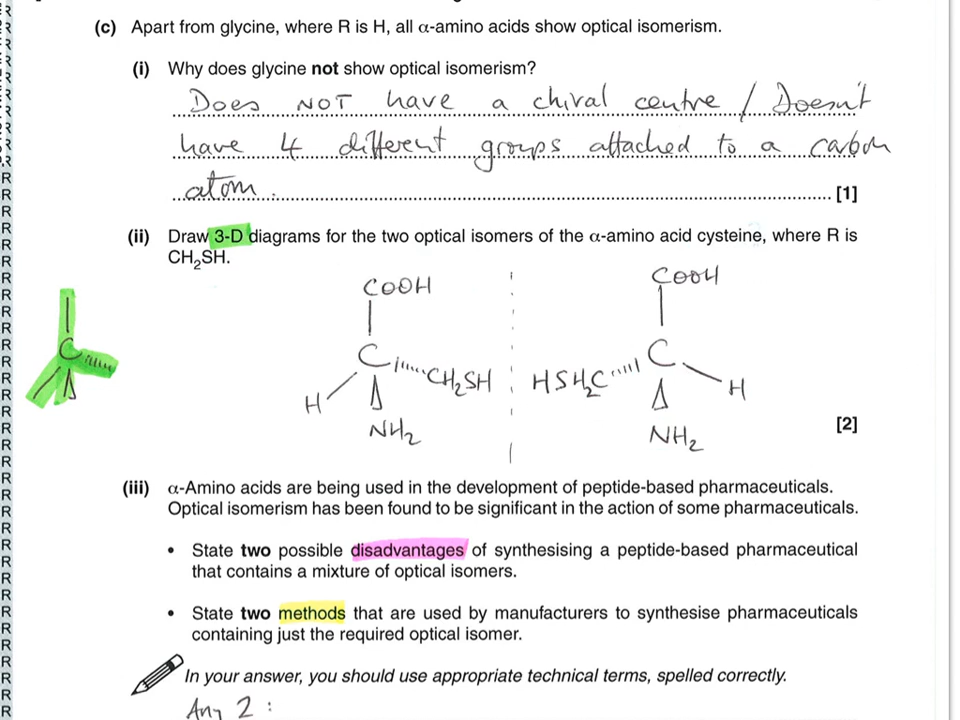 (c) Apart from glycine, where R is H, all α-amino acids show optical isomerism.
(i) Why does glycine not show optical isomerism?
Does NOT have a chiral centre / Doesn't
have 4 different groups attached to a carbon
atom. [1]
(ii) Draw 3-D diagrams for the two optical isomers of the α-amino acid cysteine, where R is
CH₂SH.
COOH COOH
C C C
CH₂SH HSH₂C
H H
NH₂ NH₂
[2]
(iii) α-Amino acids are being used in the development of peptide-based pharmaceuticals.
Optical isomerism has been found to be significant in the action of some pharmaceuticals.
• State two possible disadvantages of synthesising a peptide-based pharmaceutical
that contains a mixture of optical isomers.
• State two methods that are used by manufacturers to synthesise pharmaceuticals
containing just the required optical isomer.
In your answer, you should use appropriate technical terms, spelled correctly.
Any 2 :